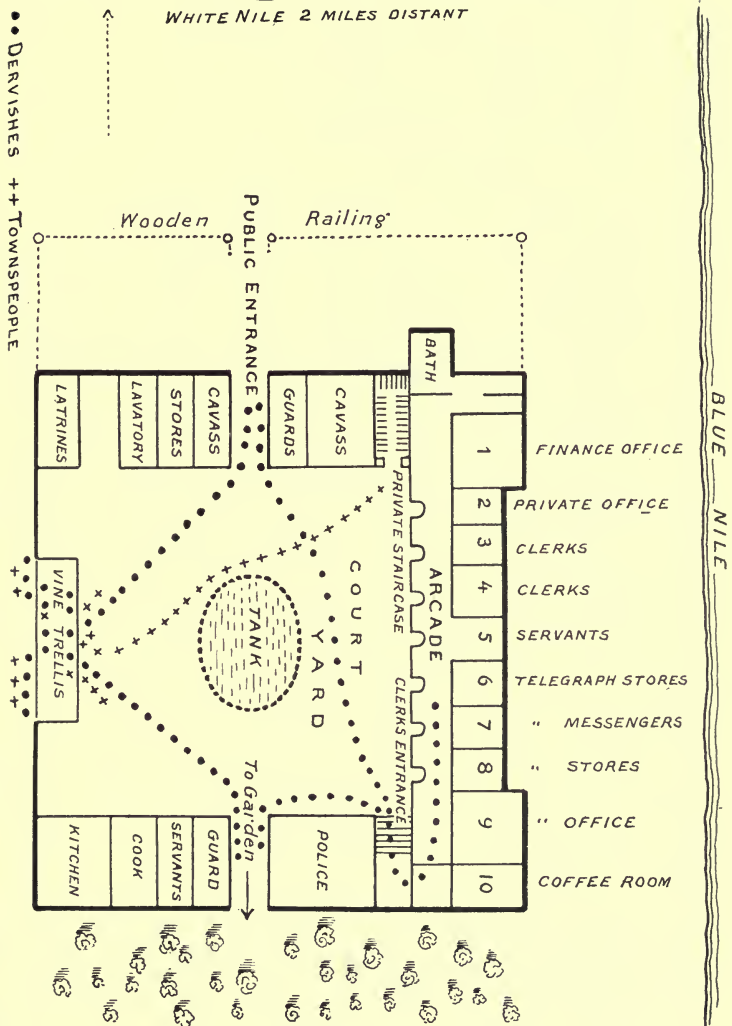 WHITE NILE 2 MILES DISTANT
•• DERVISHES ++ TOWNSPEOPLE
BLUE NILE
Wooden Railing
PUBLIC ENTRANCE
LATRINES
LAVATORY
STORES
CAVASS
GUARDS
CAVASS
BATH
1 FINANCE OFFICE
2 PRIVATE OFFICE
3 CLERKS
4 CLERKS
5 SERVANTS
6 TELEGRAPH STORES
7 " MESSENGERS
8 " STORES
9 " OFFICE
10 COFFEE ROOM
PRIVATE STAIRCASE
ARCADE
CLERKS ENTRANCE
COURT
YARD
TANK
VINE TRELLIS
To Garden
KITCHEN
COOK
SERVANTS
GUARD
POLICE